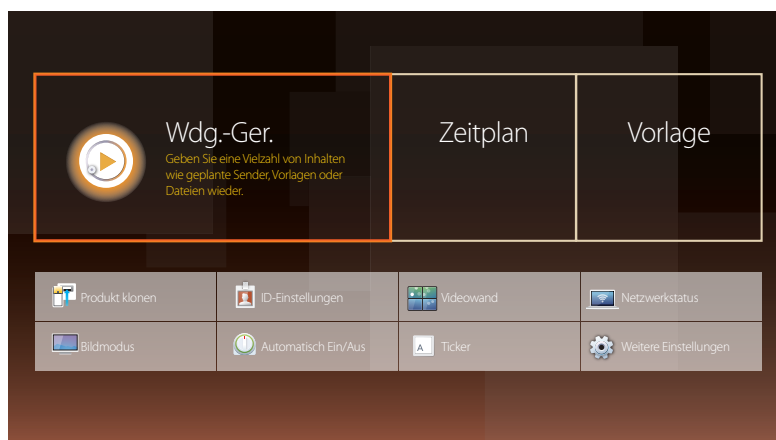 Wdg.-Ger.
Geben Sie eine Vielzahl von Inhalten
wie geplante Sender, Vorlagen oder
Dateien wieder.
Zeitplan
Vorlage
Produkt klonen
ID-Einstellungen
Videowand
Netzwerkstatus
Bildmodus
Automatisch Ein/Aus
A
Ticker
Weitere Einstellungen